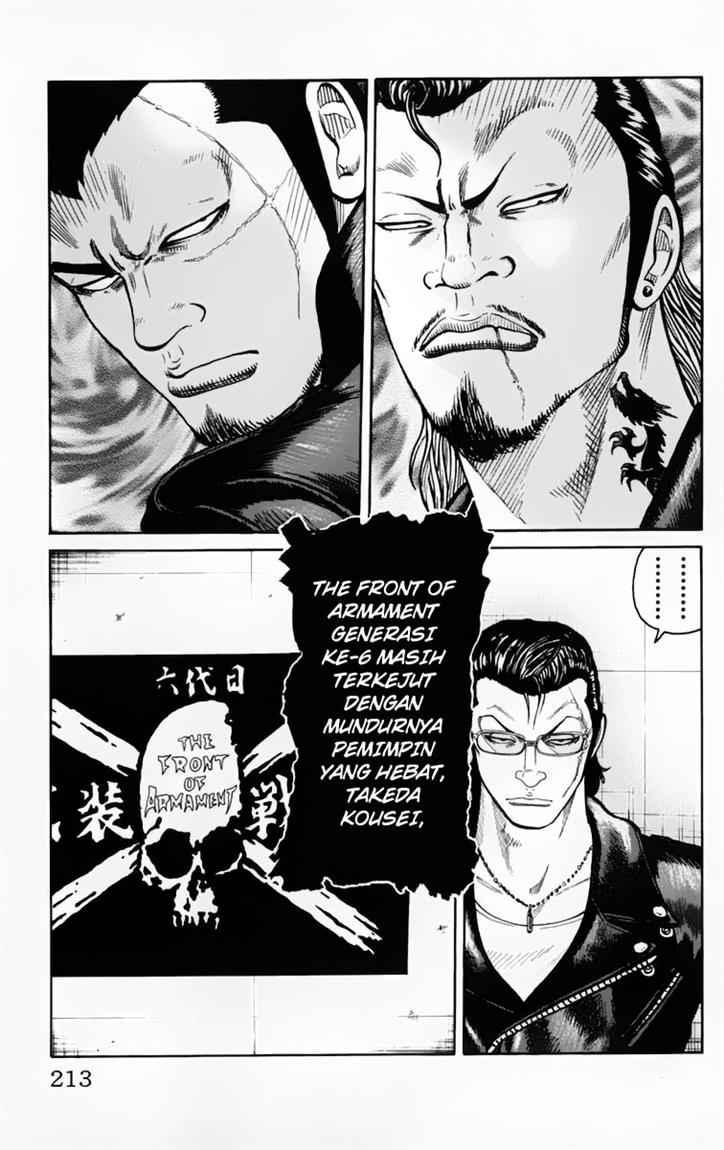 THE FRONT OF
ARMAMENT
GENERASI
KE-6 MASIH
TERKEJUT
DENGAN
MUNDURNYA
PEMIMPIN
YANG HEBAT,
TAKEDA
KOUSEI,
六代目
THE
FRONT
OF
ARMAMENT
装 戦
213